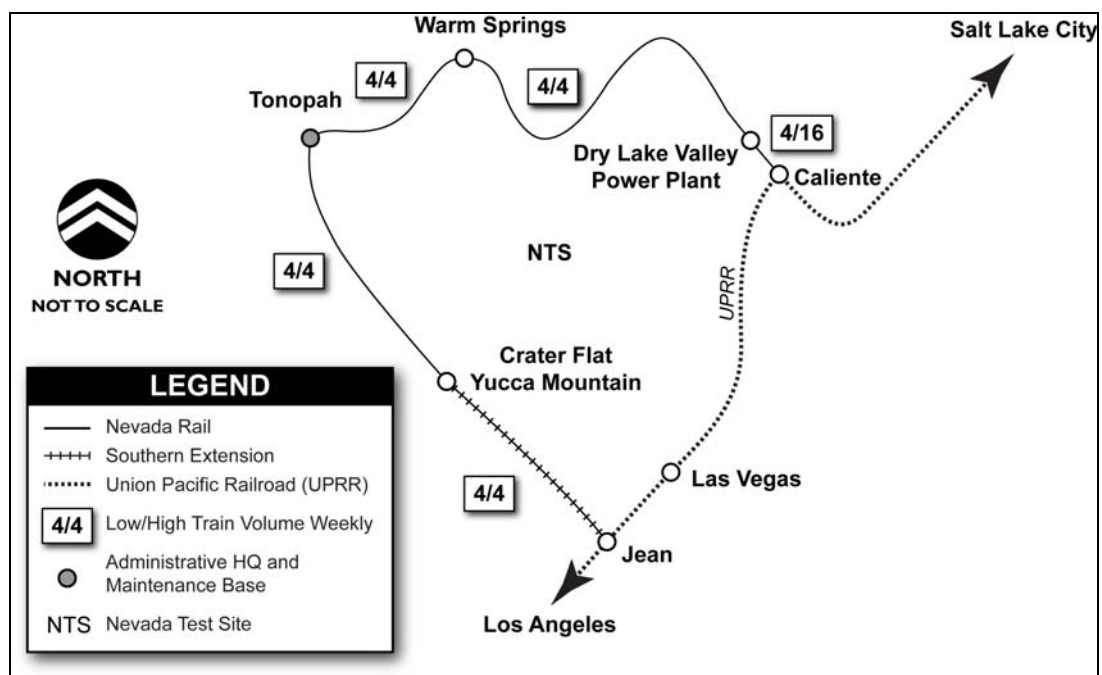 Warm Springs
Salt Lake City
4/4
4/4
Tonopah
4/16
Dry Lake Valley
Power Plant
Caliente
NORTH
NOT TO SCALE
NTS
4/4
UPRR
Crater Flat
Yucca Mountain
LEGEND
Nevada Rail
Southern Extension
Union Pacific Railroad (UPRR)
4/4 Low/High Train Volume Weekly
Administrative HQ and
Maintenance Base
NTS Nevada Test Site
4/4
Las Vegas
Jean
Los Angeles